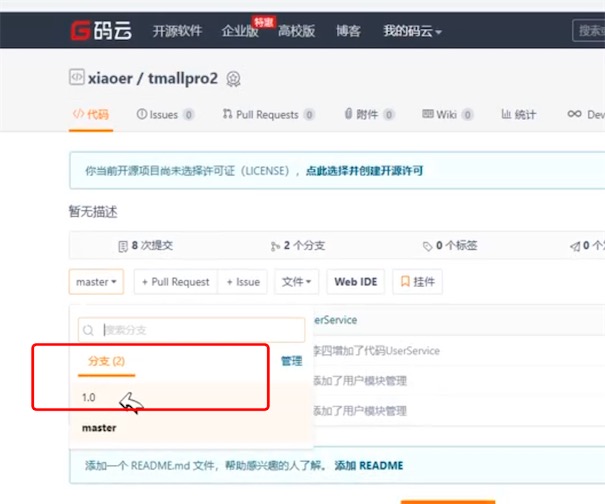 码云 开源软件 企业版 特惠 高校版 博客 我的码云 搜索
xiaoer / tmallpro2
代码 Issues 0 Pull Requests 0 附件 0 Wiki 0 统计 Dev
你当前开源项目尚未选择许可证（LICENSE），点此选择并创建开源许可
暂无描述
8 次提交 2 个分支 0 个标签 0 个
master + Pull Request + Issue 文件 Web IDE 挂件
搜索分支 erService
分支 (2) 管理 李四增加了代码UserService
添加了用户模块管理
1.0
添加了用户模块管理
master
添加一个 README.md 文件，帮助感兴趣的人了解。 添加 README